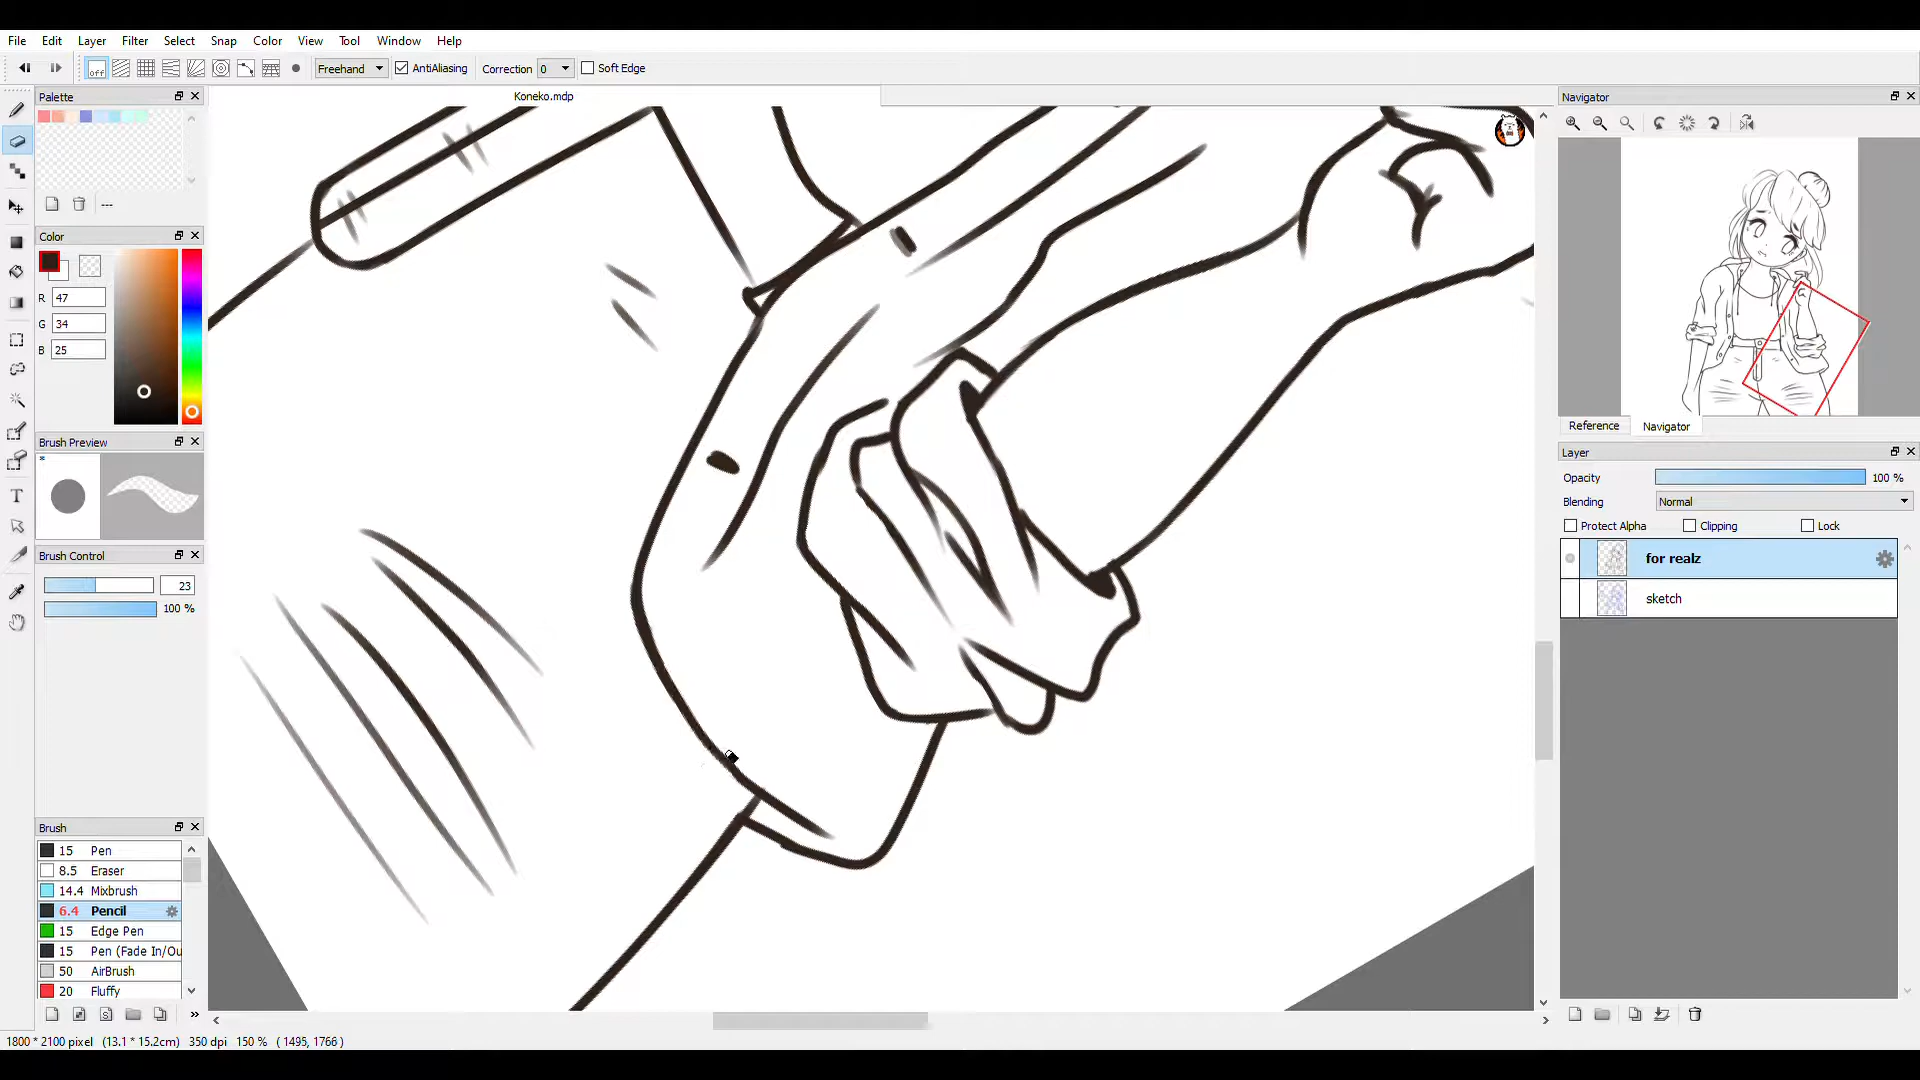 File Edit Layer Filter Select Snap Color View Tool Window Help
off Freehand AntiAliasing Correction 0 Soft Edge
Palette
Koneko.mdp
Navigator
---
Color
R 47
G 34
B 25
Reference Navigator
Brush Preview
*
Layer
Opacity 100 %
Blending Normal
Protect Alpha Clipping Lock
for realz
sketch
T
Brush Control
23
100 %
Brush
15 Pen
8.5 Eraser
14.4 Mixbrush
6.4 Pencil
15 Edge Pen
15 Pen (Fade In/Ou
50 AirBrush
20 Fluffy
1800 * 2100 pixel (13.1 * 15.2cm) 350 dpi 150 % ( 1495, 1766 )